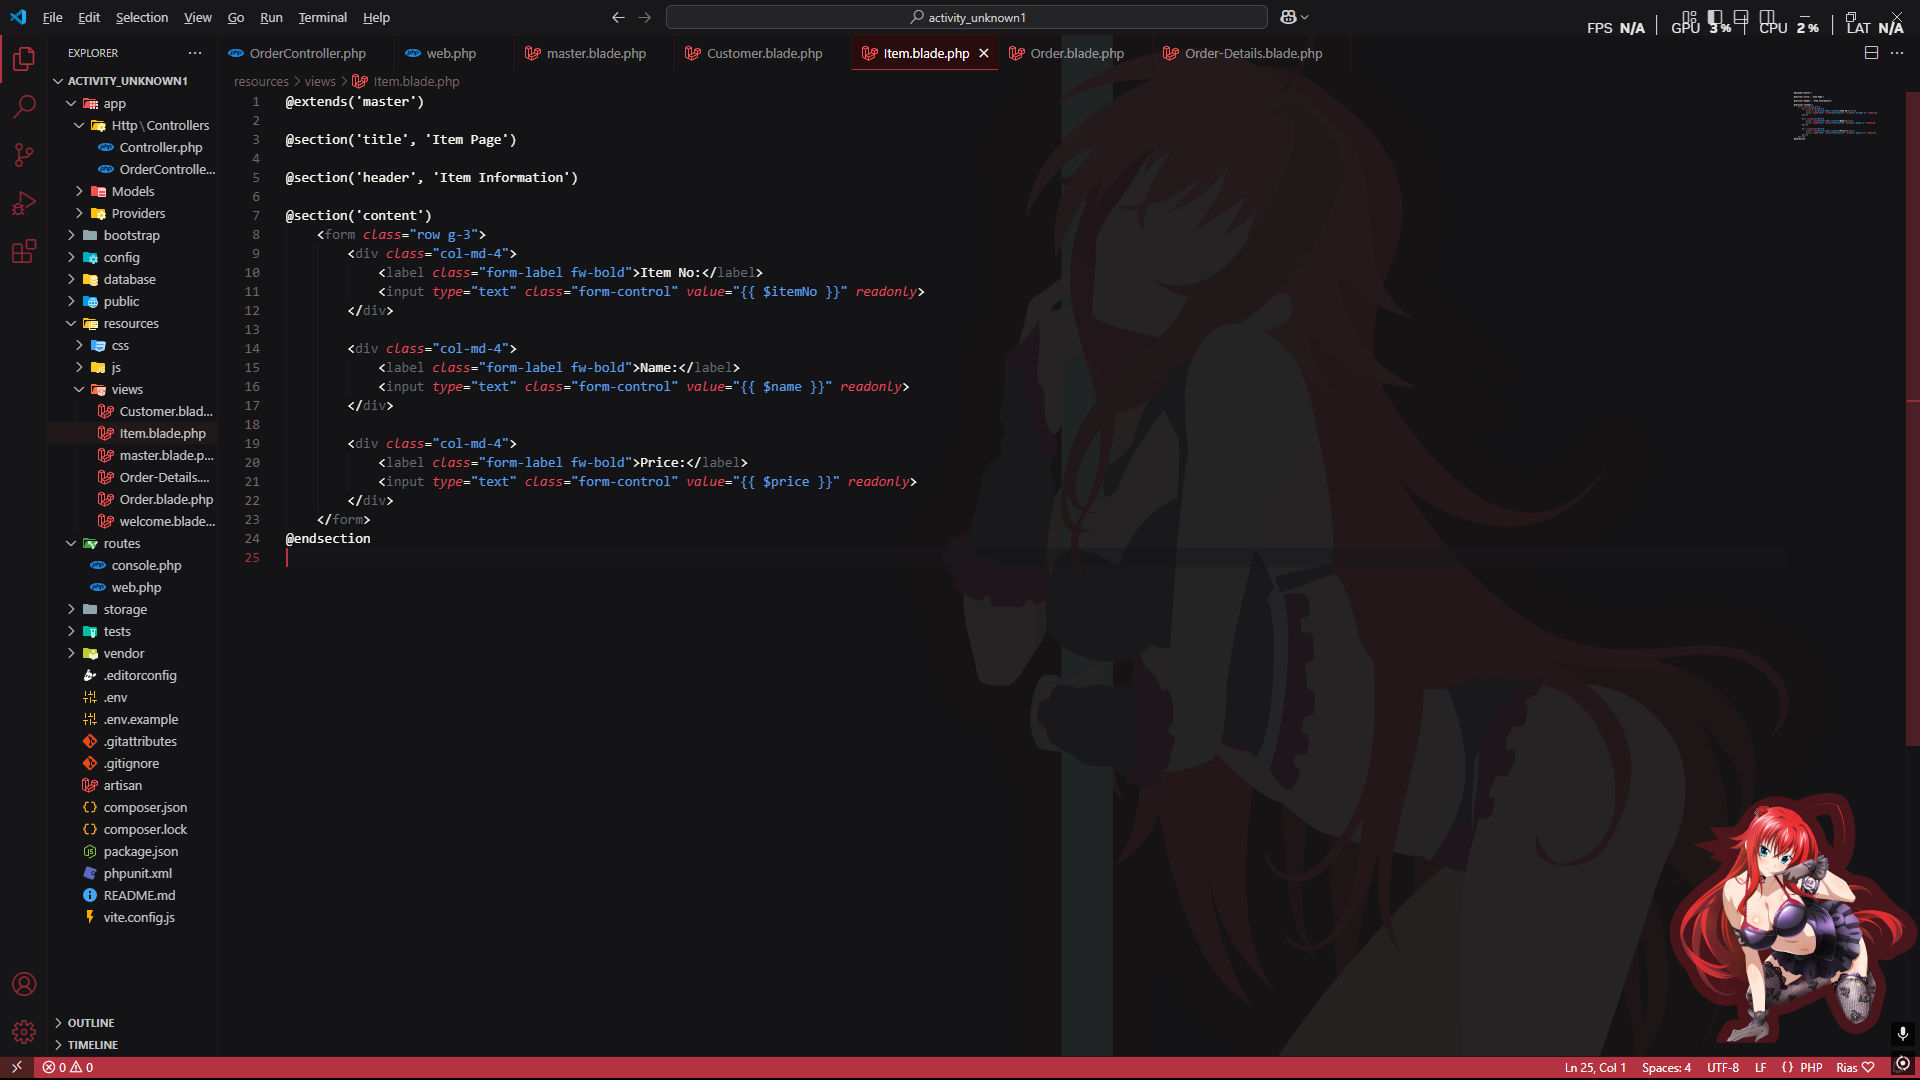 File Edit Selection View Go Run Terminal Help
activity_unknown1
FPS N/A GPU 3 % CPU 2 % LAT N/A
EXPLORER
OrderController.php web.php master.blade.php Customer.blade.php Item.blade.php Order.blade.php Order-Details.blade.php
resources > views > Item.blade.php
ACTIVITY_UNKNOWN1
app
Http \ Controllers
Controller.php
OrderControlle...
Models
Providers
bootstrap
config
database
public
resources
css
js
views
Customer.blad...
Item.blade.php
master.blade.p...
Order-Details....
Order.blade.php
welcome.blade...
routes
console.php
web.php
storage
tests
vendor
.editorconfig
.env
.env.example
.gitattributes
.gitignore
artisan
composer.json
composer.lock
package.json
phpunit.xml
README.md
vite.config.js
OUTLINE
TIMELINE
1 @extends('master')
2
3 @section('title', 'Item Page')
4
5 @section('header', 'Item Information')
6
7 @section('content')
8 <form class="row g-3">
9 <div class="col-md-4">
10 <label class="form-label fw-bold">Item No:</label>
11 <input type="text" class="form-control" value="{{ $itemNo }}" readonly>
12 </div>
13
14 <div class="col-md-4">
15 <label class="form-label fw-bold">Name:</label>
16 <input type="text" class="form-control" value="{{ $name }}" readonly>
17 </div>
18
19 <div class="col-md-4">
20 <label class="form-label fw-bold">Price:</label>
21 <input type="text" class="form-control" value="{{ $price }}" readonly>
22 </div>
23 </form>
24 @endsection
25
0 0
Ln 25, Col 1 Spaces: 4 UTF-8 LF {} PHP Rias